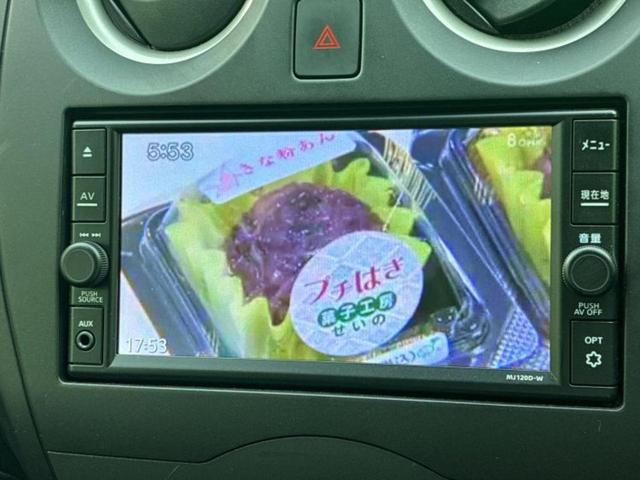 5:53
きな粉あん
プチはぎ
菓子工房
せいの
17:53
メニュー
AV
現在地
音量
PUSH
SOURCE
PUSH
AV OFF
AUX
OPT
MJ120D-W